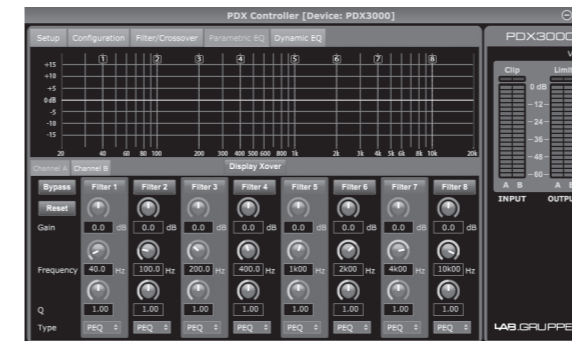 PDX Controller [Device: PDX3000]
Setup Configuration Filter/Crossover Parametric EQ Dynamic EQ
PDX3000
Clip Limit
1 2 3 4 5 6 7 8
+15
+10
+5
0dB
-5
-10
-15
20 40 60 80 100 200 300 400 500 600 800 1k 2k 3k 4k 5k 6k 8k 10k 20k
0 dB
-12
-24
-36
-48
-60
A B A B
INPUT OUTPU
Channel A Channel B Display Xover
Bypass Filter 1 Filter 2 Filter 3 Filter 4 Filter 5 Filter 6 Filter 7 Filter 8
Reset
Gain 0.0 dB 0.0 dB 0.0 dB 0.0 dB 0.0 dB 0.0 dB 0.0 dB 0.0 dB
Frequency 40.0 Hz 100.0 Hz 200.0 Hz 400.0 Hz 1k00 Hz 2k00 Hz 4k00 Hz 10k00 Hz
Q 1.00 1.00 1.00 1.00 1.00 1.00 1.00 1.00
Type PEQ PEQ PEQ PEQ PEQ PEQ PEQ PEQ
LAB.GRUPPE